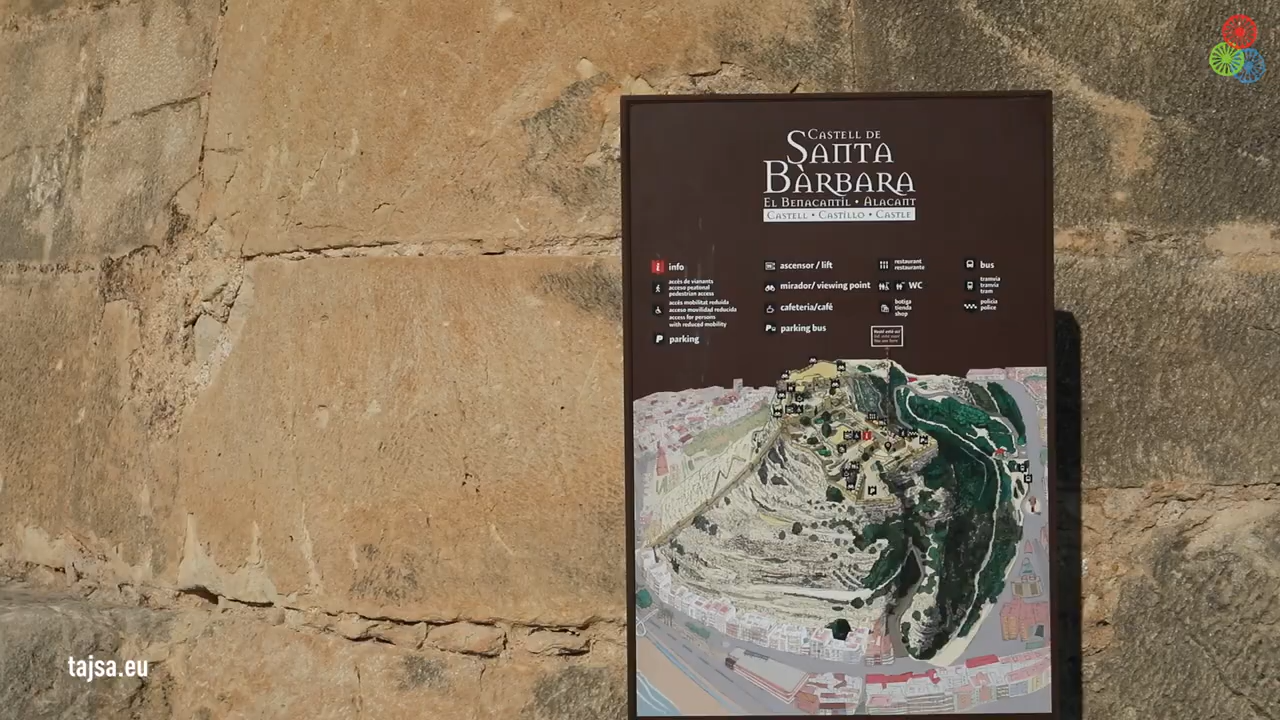 CASTELL DE
SANTA
BÀRBARA
EL BENACANTIL • ALACANT
CASTELL • CASTILLO • CASTLE
info
accés de vianants
acceso peatonal
pedestrian access
accés mobilitat reduida
acceso movilidad reducida
access for persons
with reduced mobility
P parking
ascensor / lift
mirador/ viewing point
cafeteria/café
parking bus
restaurant
restaurante
WC
botiga
tienda
shop
bus
tramvia
tranvía
tram
policia
police
tajsa.eu